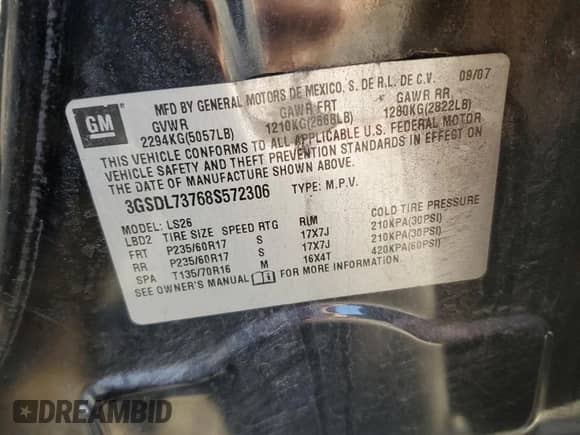 GM
MFD BY GENERAL MOTORS DE MEXICO, S. DE R.L. DE C.V. 09/07
GVWR GAWR FRT GAWR RR
2294KG(5057LB) 1210KG(2668LB) 1280KG(2822LB)
THIS VEHICLE CONFORMS TO ALL APPLICABLE U.S. FEDERAL MOTOR
VEHICLE SAFETY AND THEFT PREVENTION STANDARDS IN EFFECT ON
THE DATE OF MANUFACTURE SHOWN ABOVE.
3GSDL73768S572306 TYPE: M.P.V.
MODEL: LS26
LBD2 TIRE SIZE SPEED RTG RIM COLD TIRE PRESSURE
FRT P235/60R17 S 17X7J 210KPA(30PSI)
RR P235/60R17 S 17X7J 210KPA(30PSI)
SPA T135/70R16 M 16X4T 420KPA(60PSI)
SEE OWNER'S MANUAL FOR MORE INFORMATION
DREAMBID